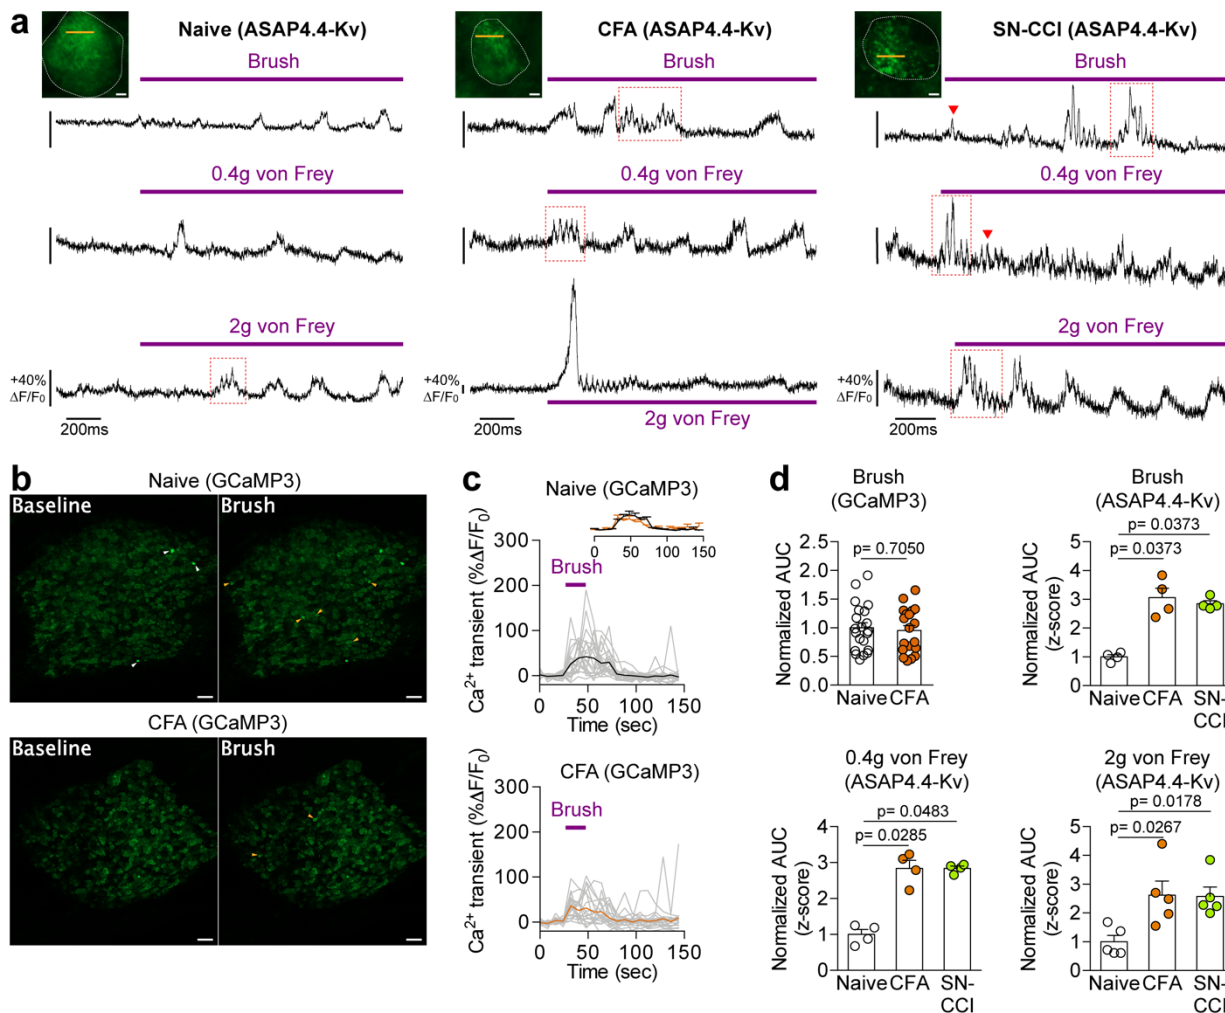 a
Naive (ASAP4.4-Kv)
Brush
0.4g von Frey
2g von Frey
+40%
ΔF/F₀
200ms
CFA (ASAP4.4-Kv)
Brush
0.4g von Frey
+40%
ΔF/F₀
2g von Frey
200ms
SN-CCI (ASAP4.4-Kv)
Brush
0.4g von Frey
2g von Frey
+40%
ΔF/F₀
200ms
b
Naive (GCaMP3)
Baseline
Brush
CFA (GCaMP3)
Baseline
Brush
c
Naive (GCaMP3)
0 50 100 150
Ca²⁺ transient (%ΔF/F₀)
300
200
100
0
Brush
0 50 100 150
Time (sec)
CFA (GCaMP3)
Ca²⁺ transient (%ΔF/F₀)
300
200
100
0
Brush
0 50 100 150
Time (sec)
d
Brush
(GCaMP3)
Normalized AUC
2.5
2.0
1.5
1.0
0.5
0.0
p= 0.7050
Naive CFA
Brush
(ASAP4.4-Kv)
Normalized AUC
(z-score)
5
4
3
2
1
0
p= 0.0373
p= 0.0373
Naive CFA SN-
CCI
0.4g von Frey
(ASAP4.4-Kv)
Normalized AUC
(z-score)
4
3
2
1
0
p= 0.0483
p= 0.0285
Naive CFA SN-
CCI
2g von Frey
(ASAP4.4-Kv)
Normalized AUC
(z-score)
5
4
3
2
1
0
p= 0.0178
p= 0.0267
Naive CFA SN-
CCI